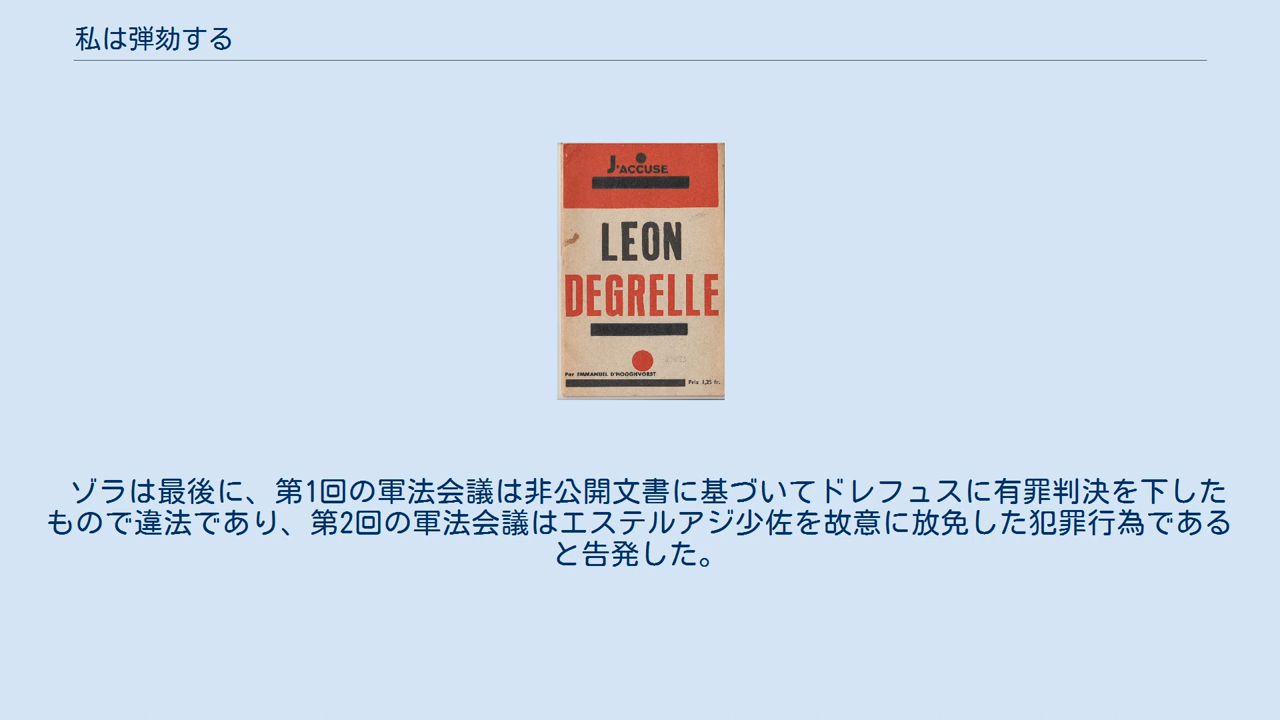 私は弾劾する
J'ACCUSE
LEON
DEGRELLE
Par EMMANUEL D'HOOGHVORST
Prix 1,25 fr.
ゾラは最後に、第1回の軍法会議は非公開文書に基づいてドレフュスに有罪判決を下した
もので違法であり、第2回の軍法会議はエステルアジ少佐を故意に放免した犯罪行為である
と告発した。